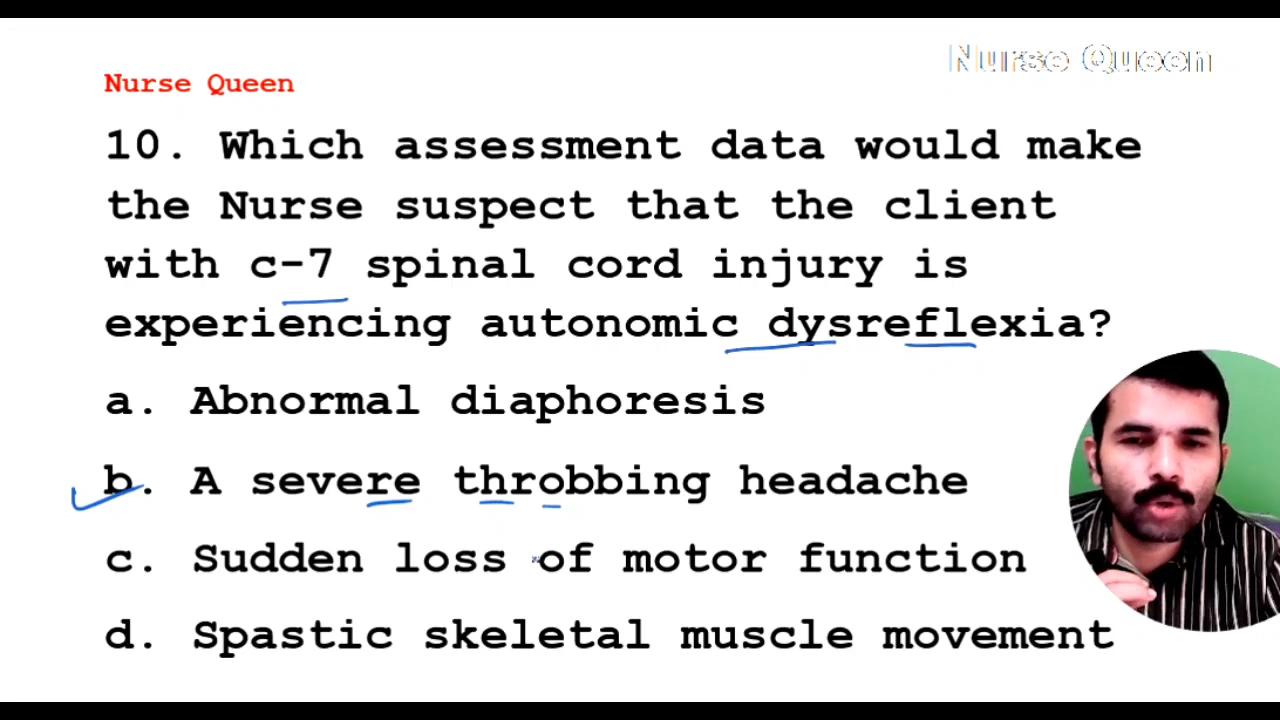 Nurse Queen
Nurse Queen
10. Which assessment data would make
the Nurse suspect that the client
with c-7 spinal cord injury is
experiencing autonomic dysreflexia?
a. Abnormal diaphoresis
b. A severe throbbing headache
c. Sudden loss of motor function
d. Spastic skeletal muscle movement